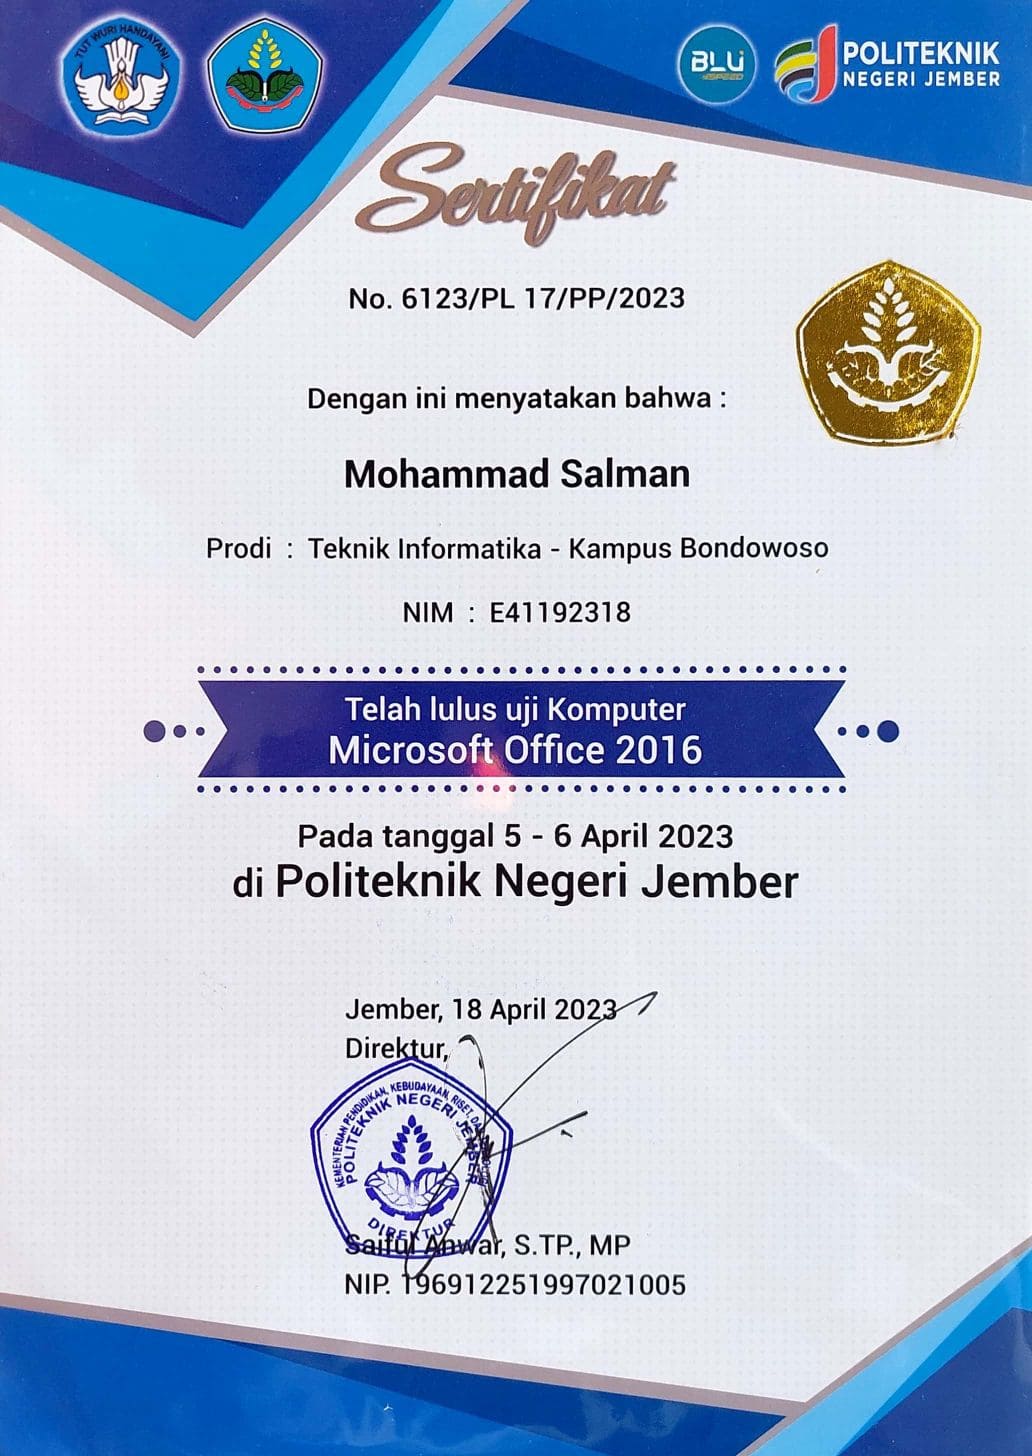 TUT WURI HANDAYANI
BLU
SPEED
POLITEKNIK
NEGERI JEMBER
Sertifikat
No. 6123/PL 17/PP/2023
Dengan ini menyatakan bahwa :
Mohammad Salman
Prodi : Teknik Informatika - Kampus Bondowoso
NIM : E41192318
Telah lulus uji Komputer
Microsoft Office 2016
Pada tanggal 5 - 6 April 2023
di Politeknik Negeri Jember
Jember, 18 April 2023
Direktur,
KEMENTERIAN PENDIDIKAN, KEBUDAYAAN, RISET, DAN
POLITEKNIK NEGERI JEMBER
DIREKTUR
Saiful Anwar, S.TP., MP
NIP. 196912251997021005